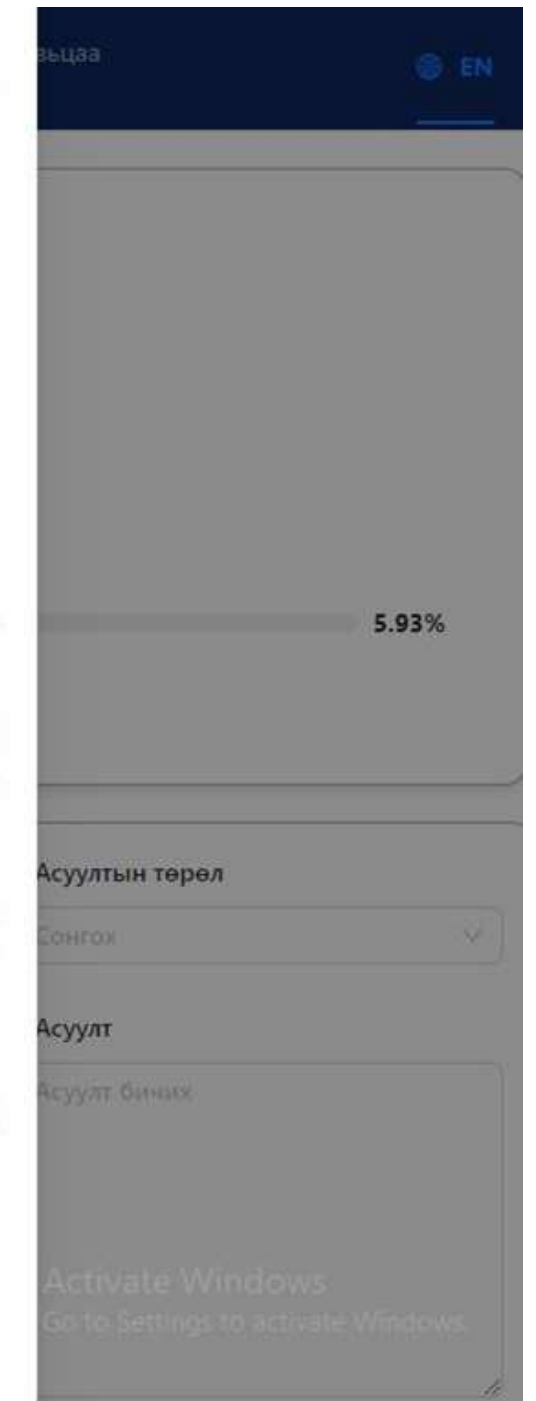 EN
5.93%
Асуултын төрөл
Сонгох
Асуулт
Асуулт бичих
Activate Windows
Go to Settings to activate Windows.